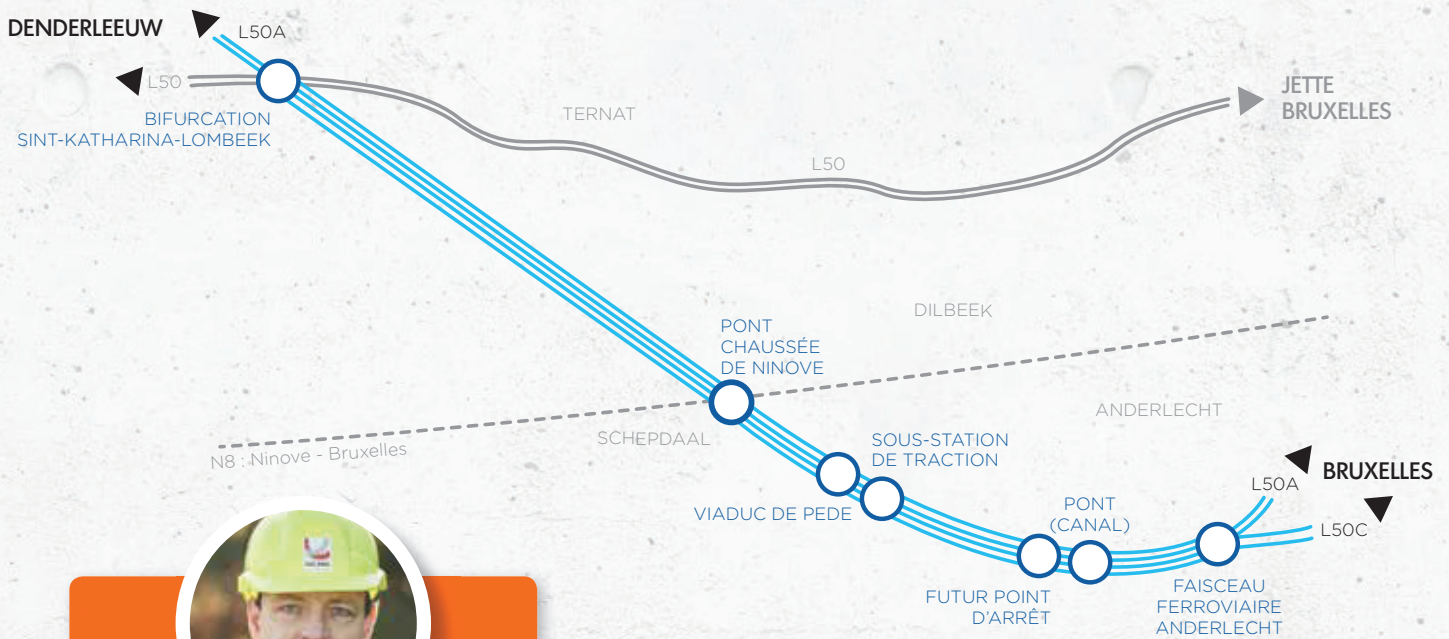 DENDERLEEUW
L50A
L50
BIFURCATION
SINT-KATHARINA-LOMBEEK
TERNAT
L50
JETTE
BRUXELLES
DILBEEK
PONT
CHAUSSÉE
DE NINOVE
ANDERLECHT
SCHEPDAAL
N8 : Ninove - Bruxelles
SOUS-STATION
DE TRACTION
VIADUC DE PEDE
PONT
(CANAL)
L50A
BRUXELLES
L50C
FUTUR POINT
D'ARRÊT
FAISCEAU
FERROVIAIRE
ANDERLECHT